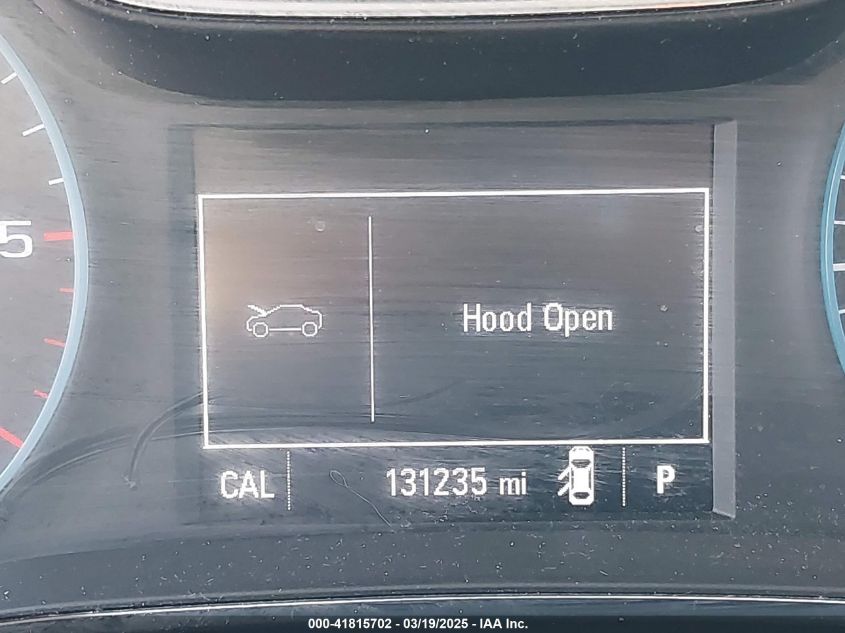 5
Hood Open
CAL 131235 mi P
000-41815702 - 03/19/2025 - IAA Inc.